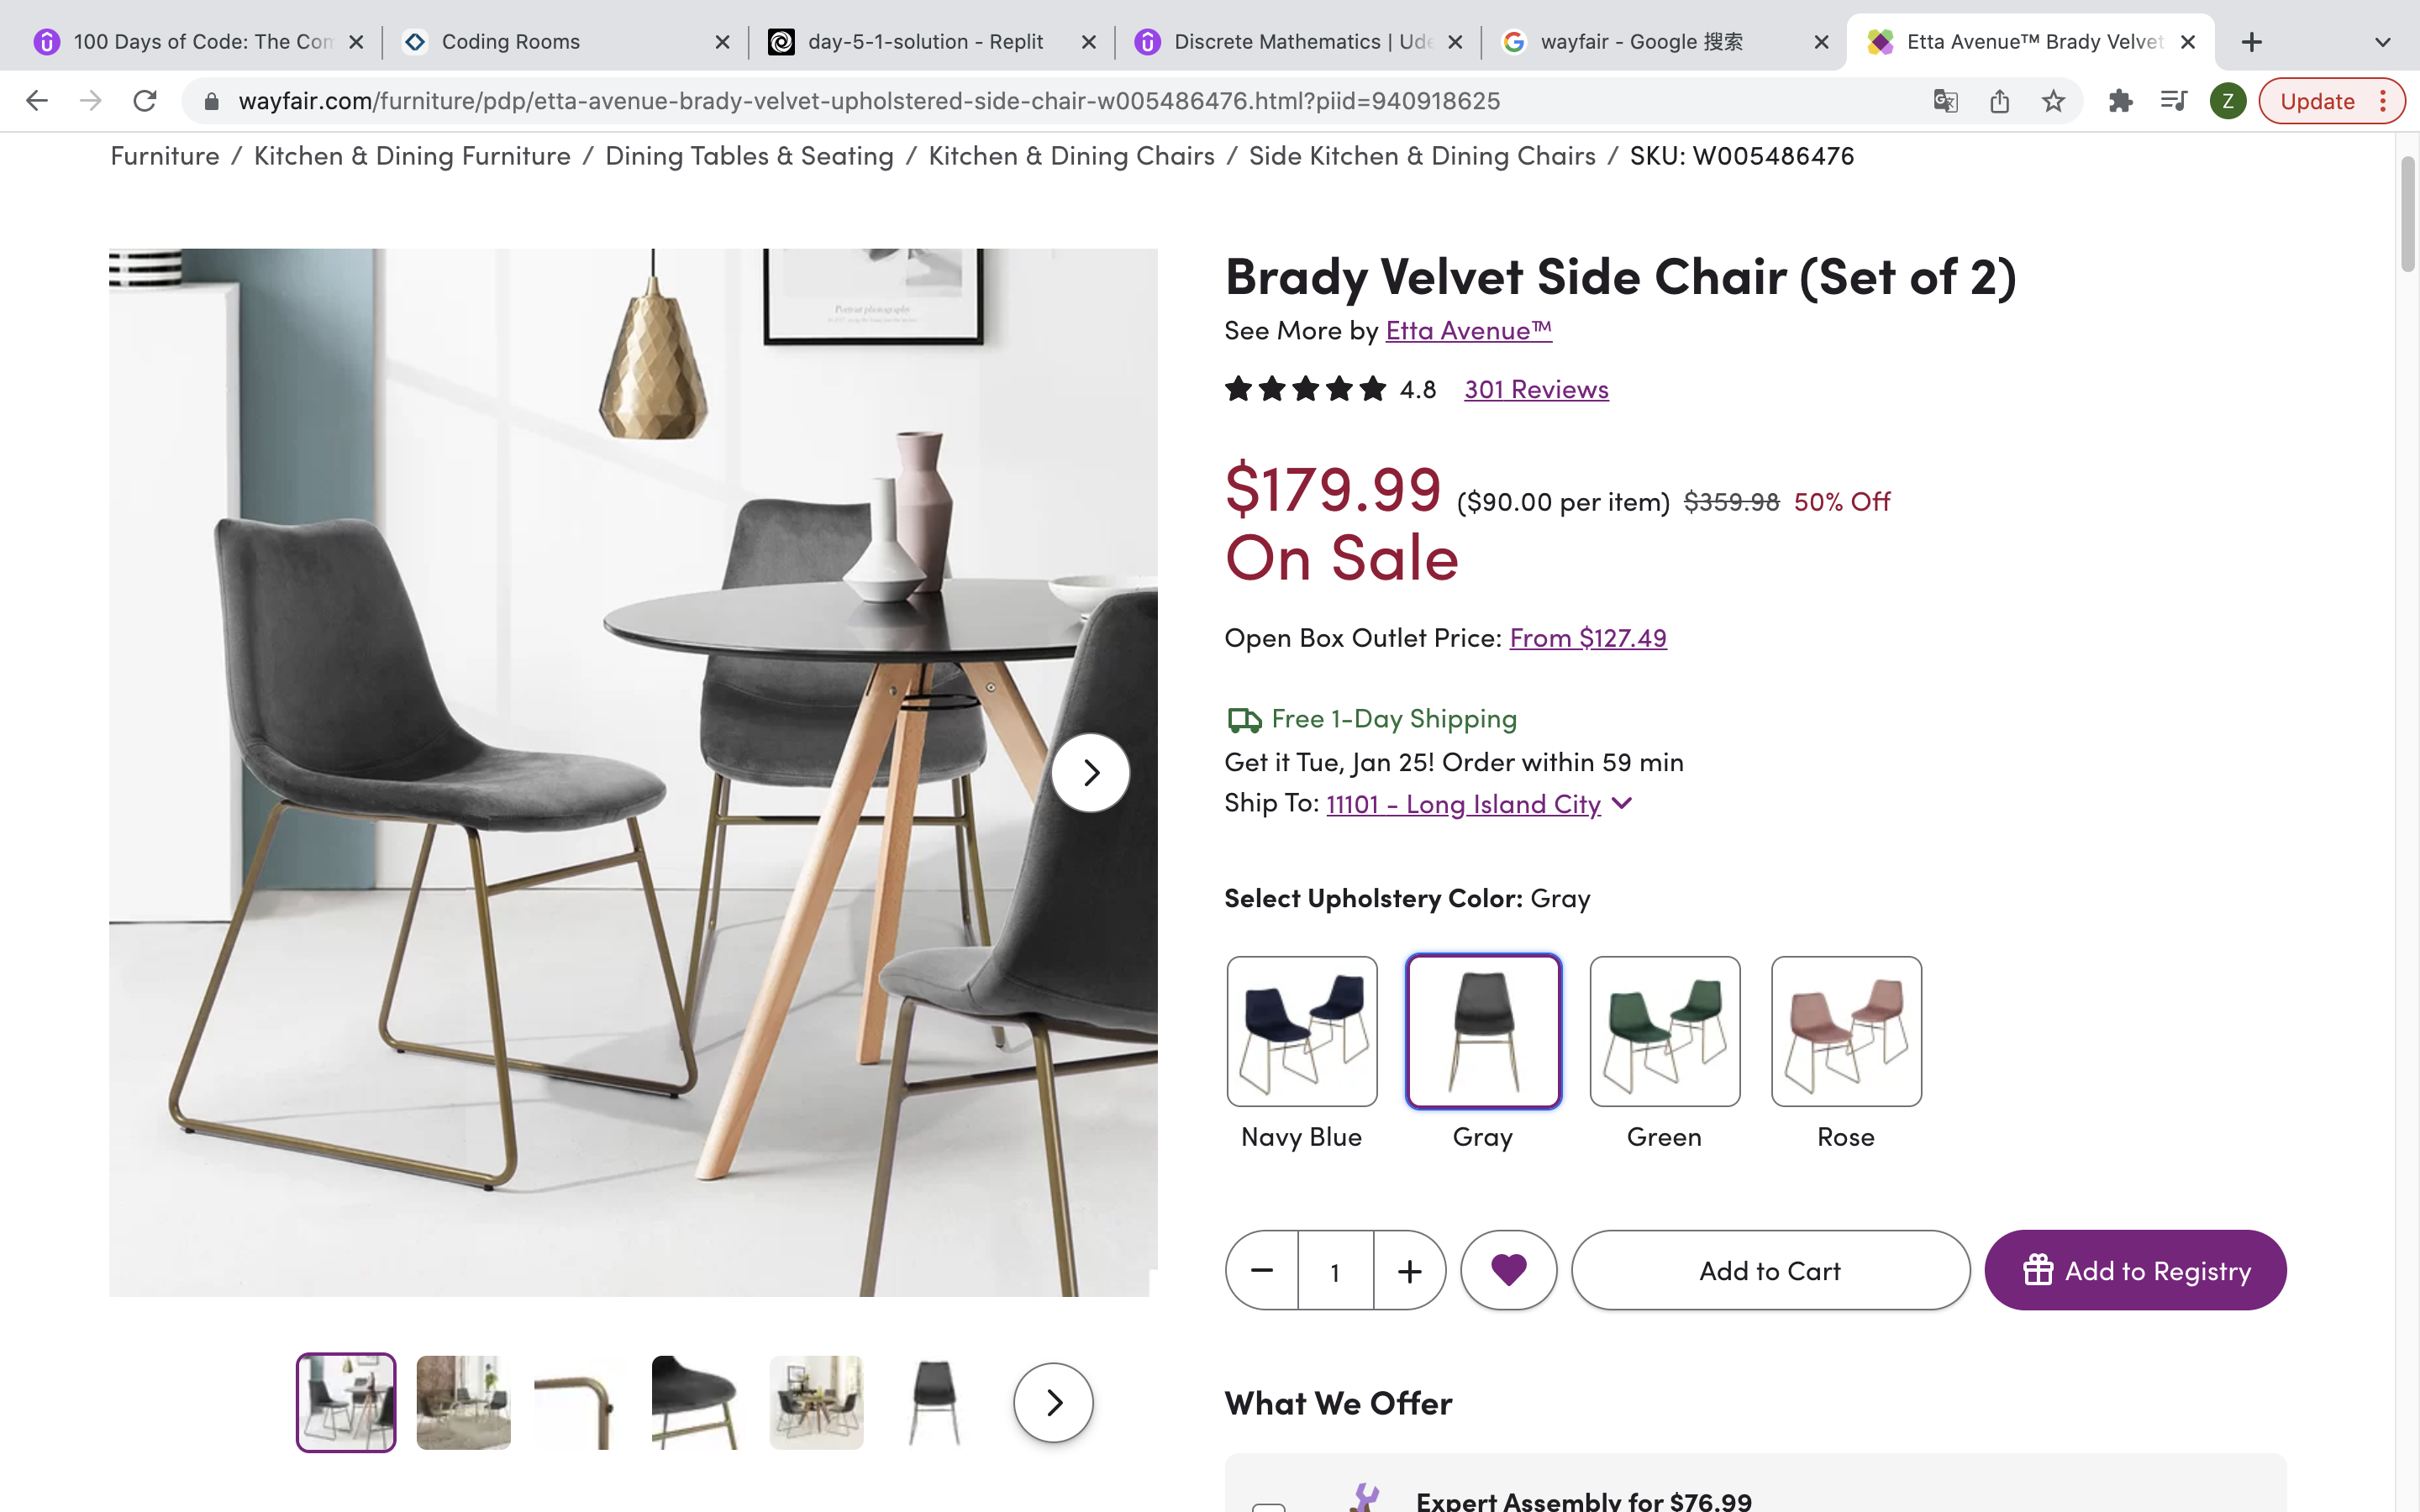 100 Days of Code: The Com
Coding Rooms
day-5-1-solution - Replit
Discrete Mathematics | Ude
wayfair - Google 搜索
Etta Avenue™ Brady Velvet
wayfair.com/furniture/pdp/etta-avenue-brady-velvet-upholstered-side-chair-w005486476.html?piid=940918625
Z
Update
Furniture / Kitchen & Dining Furniture / Dining Tables & Seating / Kitchen & Dining Chairs / Side Kitchen & Dining Chairs / SKU: W005486476
Portrait photography
Brady Velvet Side Chair (Set of 2)
See More by Etta Avenue™
4.8 301 Reviews
$179.99 ($90.00 per item) $359.98 50% Off
On Sale
Open Box Outlet Price: From $127.49
Free 1-Day Shipping
Get it Tue, Jan 25! Order within 59 min
Ship To: 11101 - Long Island City
Select Upholstery Color: Gray
Navy Blue
Gray
Green
Rose
1
Add to Cart
Add to Registry
What We Offer
Expert Assembly for $76.99